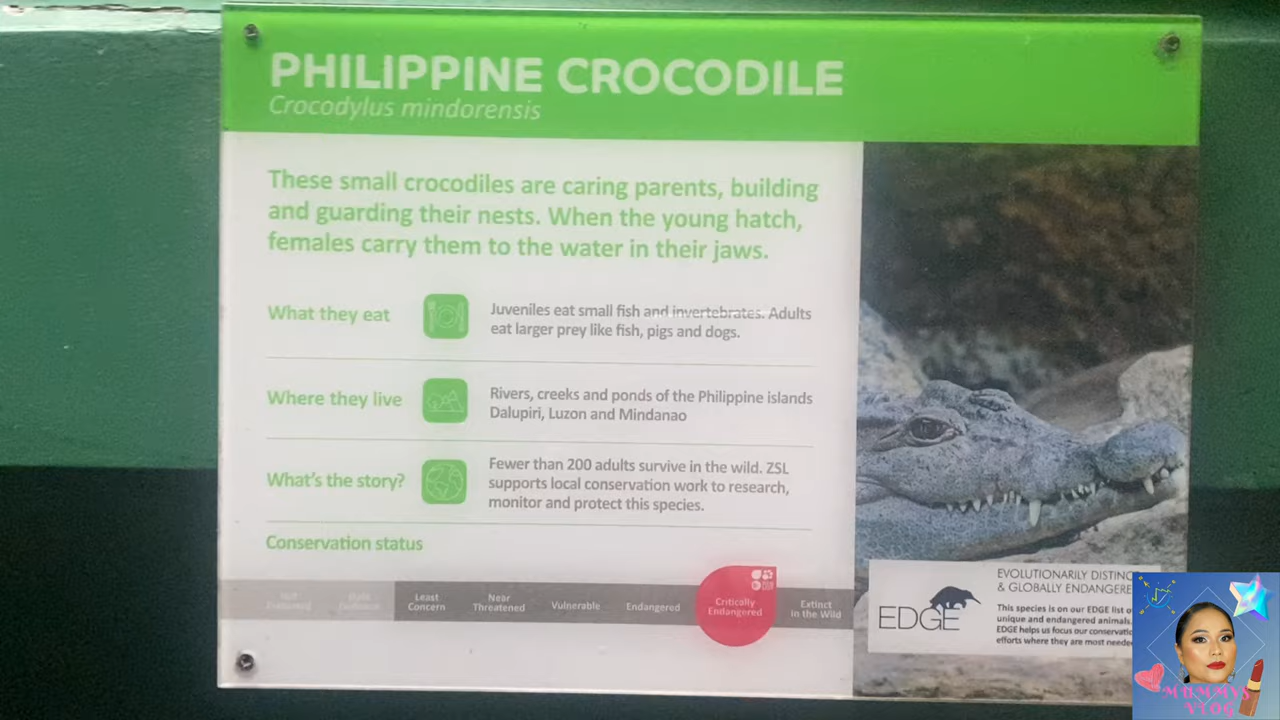 PHILIPPINE CROCODILE
Crocodylus mindorensis
These small crocodiles are caring parents, building
and guarding their nests. When the young hatch,
females carry them to the water in their jaws.
What they eat
Juveniles eat small fish and invertebrates. Adults
eat larger prey like fish, pigs and dogs.
Where they live
Rivers, creeks and ponds of the Philippine islands
Dalupiri, Luzon and Mindanao
What's the story?
Fewer than 200 adults survive in the wild. ZSL
supports local conservation work to research,
monitor and protect this species.
Conservation status
Least
Concern
Near
Threatened
Vulnerable
Endangered
Critically
Endangered
Extinct
in the Wild
EDGE
EVOLUTIONARILY
& GLOBALLY
This species is on our EDGE list
unique and endangered animals.
EDGE helps us focus our
efforts where they are most
MUMMYS
VLOG